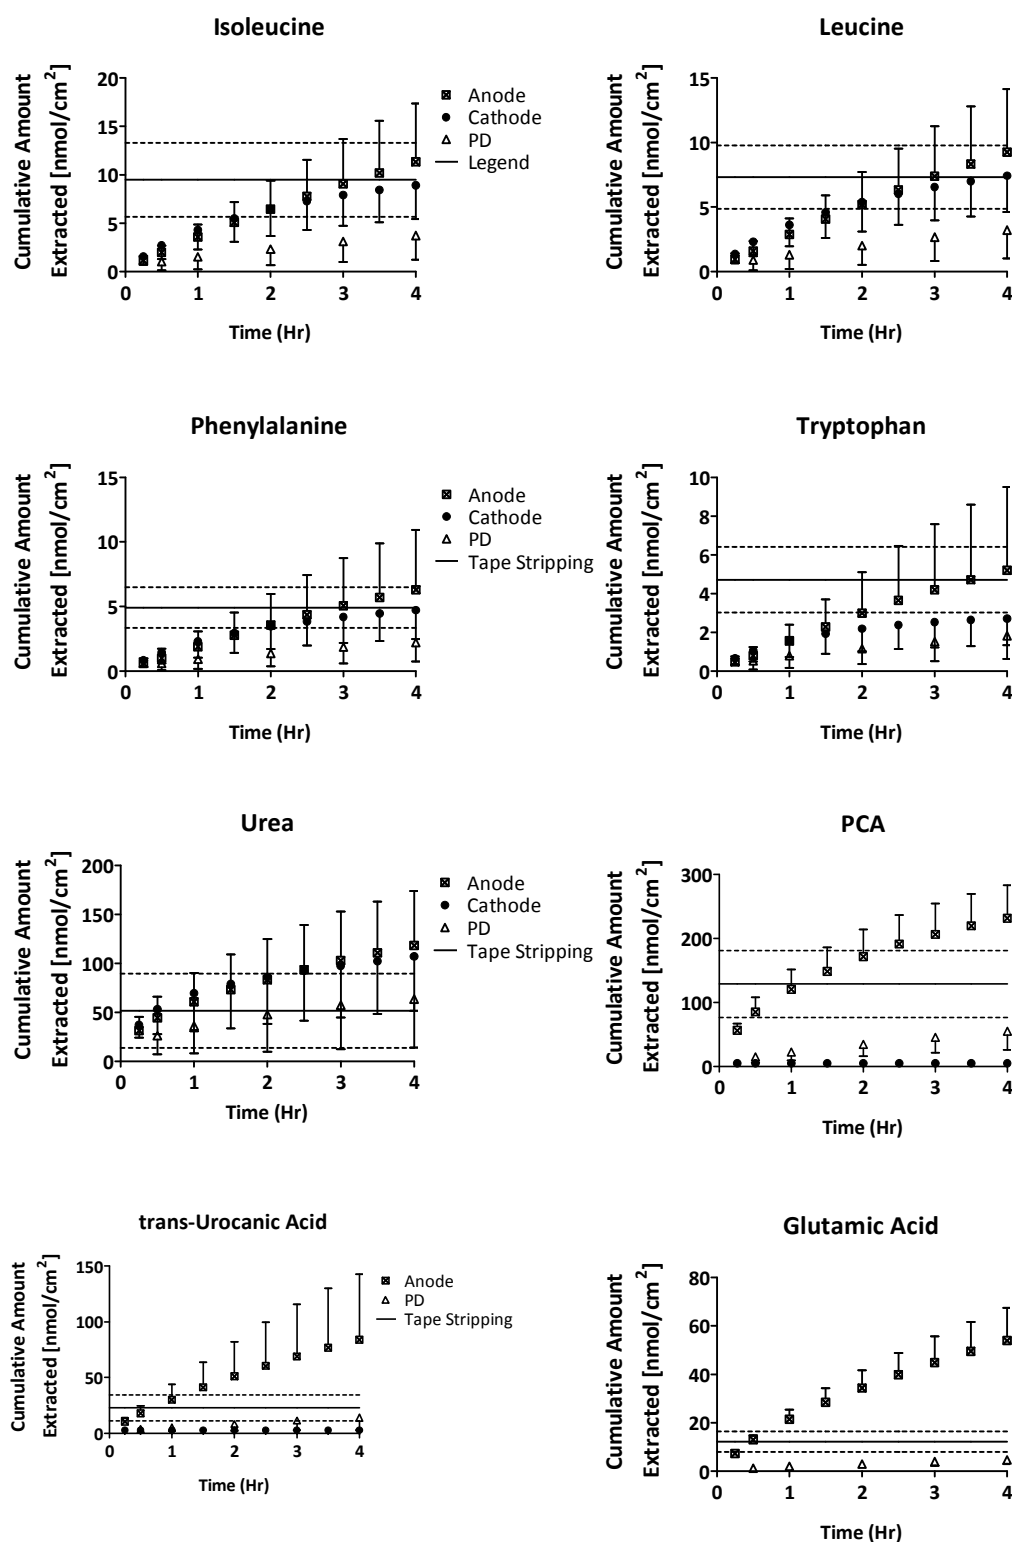 Isoleucine
Cumulative Amount
Extracted [nmol/cm²]
20
15
10
5
0
0 1 2 3 4
Time (Hr)
Anode
Cathode
PD
Legend
Leucine
Cumulative Amount
Extracted [nmol/cm²]
15
10
5
0
0 1 2 3 4
Time (Hr)
Phenylalanine
Cumulative Amount
Extracted [nmol/cm²]
15
10
5
0
0 1 2 3 4
Time (Hr)
Anode
Cathode
PD
Tape Stripping
Tryptophan
Cumulative Amount
Extracted [nmol/cm²]
10
8
6
4
2
0
0 1 2 3 4
Time (Hr)
Urea
Cumulative Amount
Extracted [nmol/cm²]
200
150
100
50
0
0 1 2 3 4
Time (Hr)
Anode
Cathode
PD
Tape Stripping
PCA
Cumulative Amount
Extracted [nmol/cm²]
300
200
100
0
0 1 2 3 4
Time (Hr)
trans-Urocanic Acid
Cumulative Amount
Extracted [nmol/cm²]
150
100
50
0
0 1 2 3 4
Time (Hr)
Anode
PD
Tape Stripping
Glutamic Acid
Cumulative Amount
Extracted [nmol/cm²]
80
60
40
20
0
0 1 2 3 4
Time (Hr)